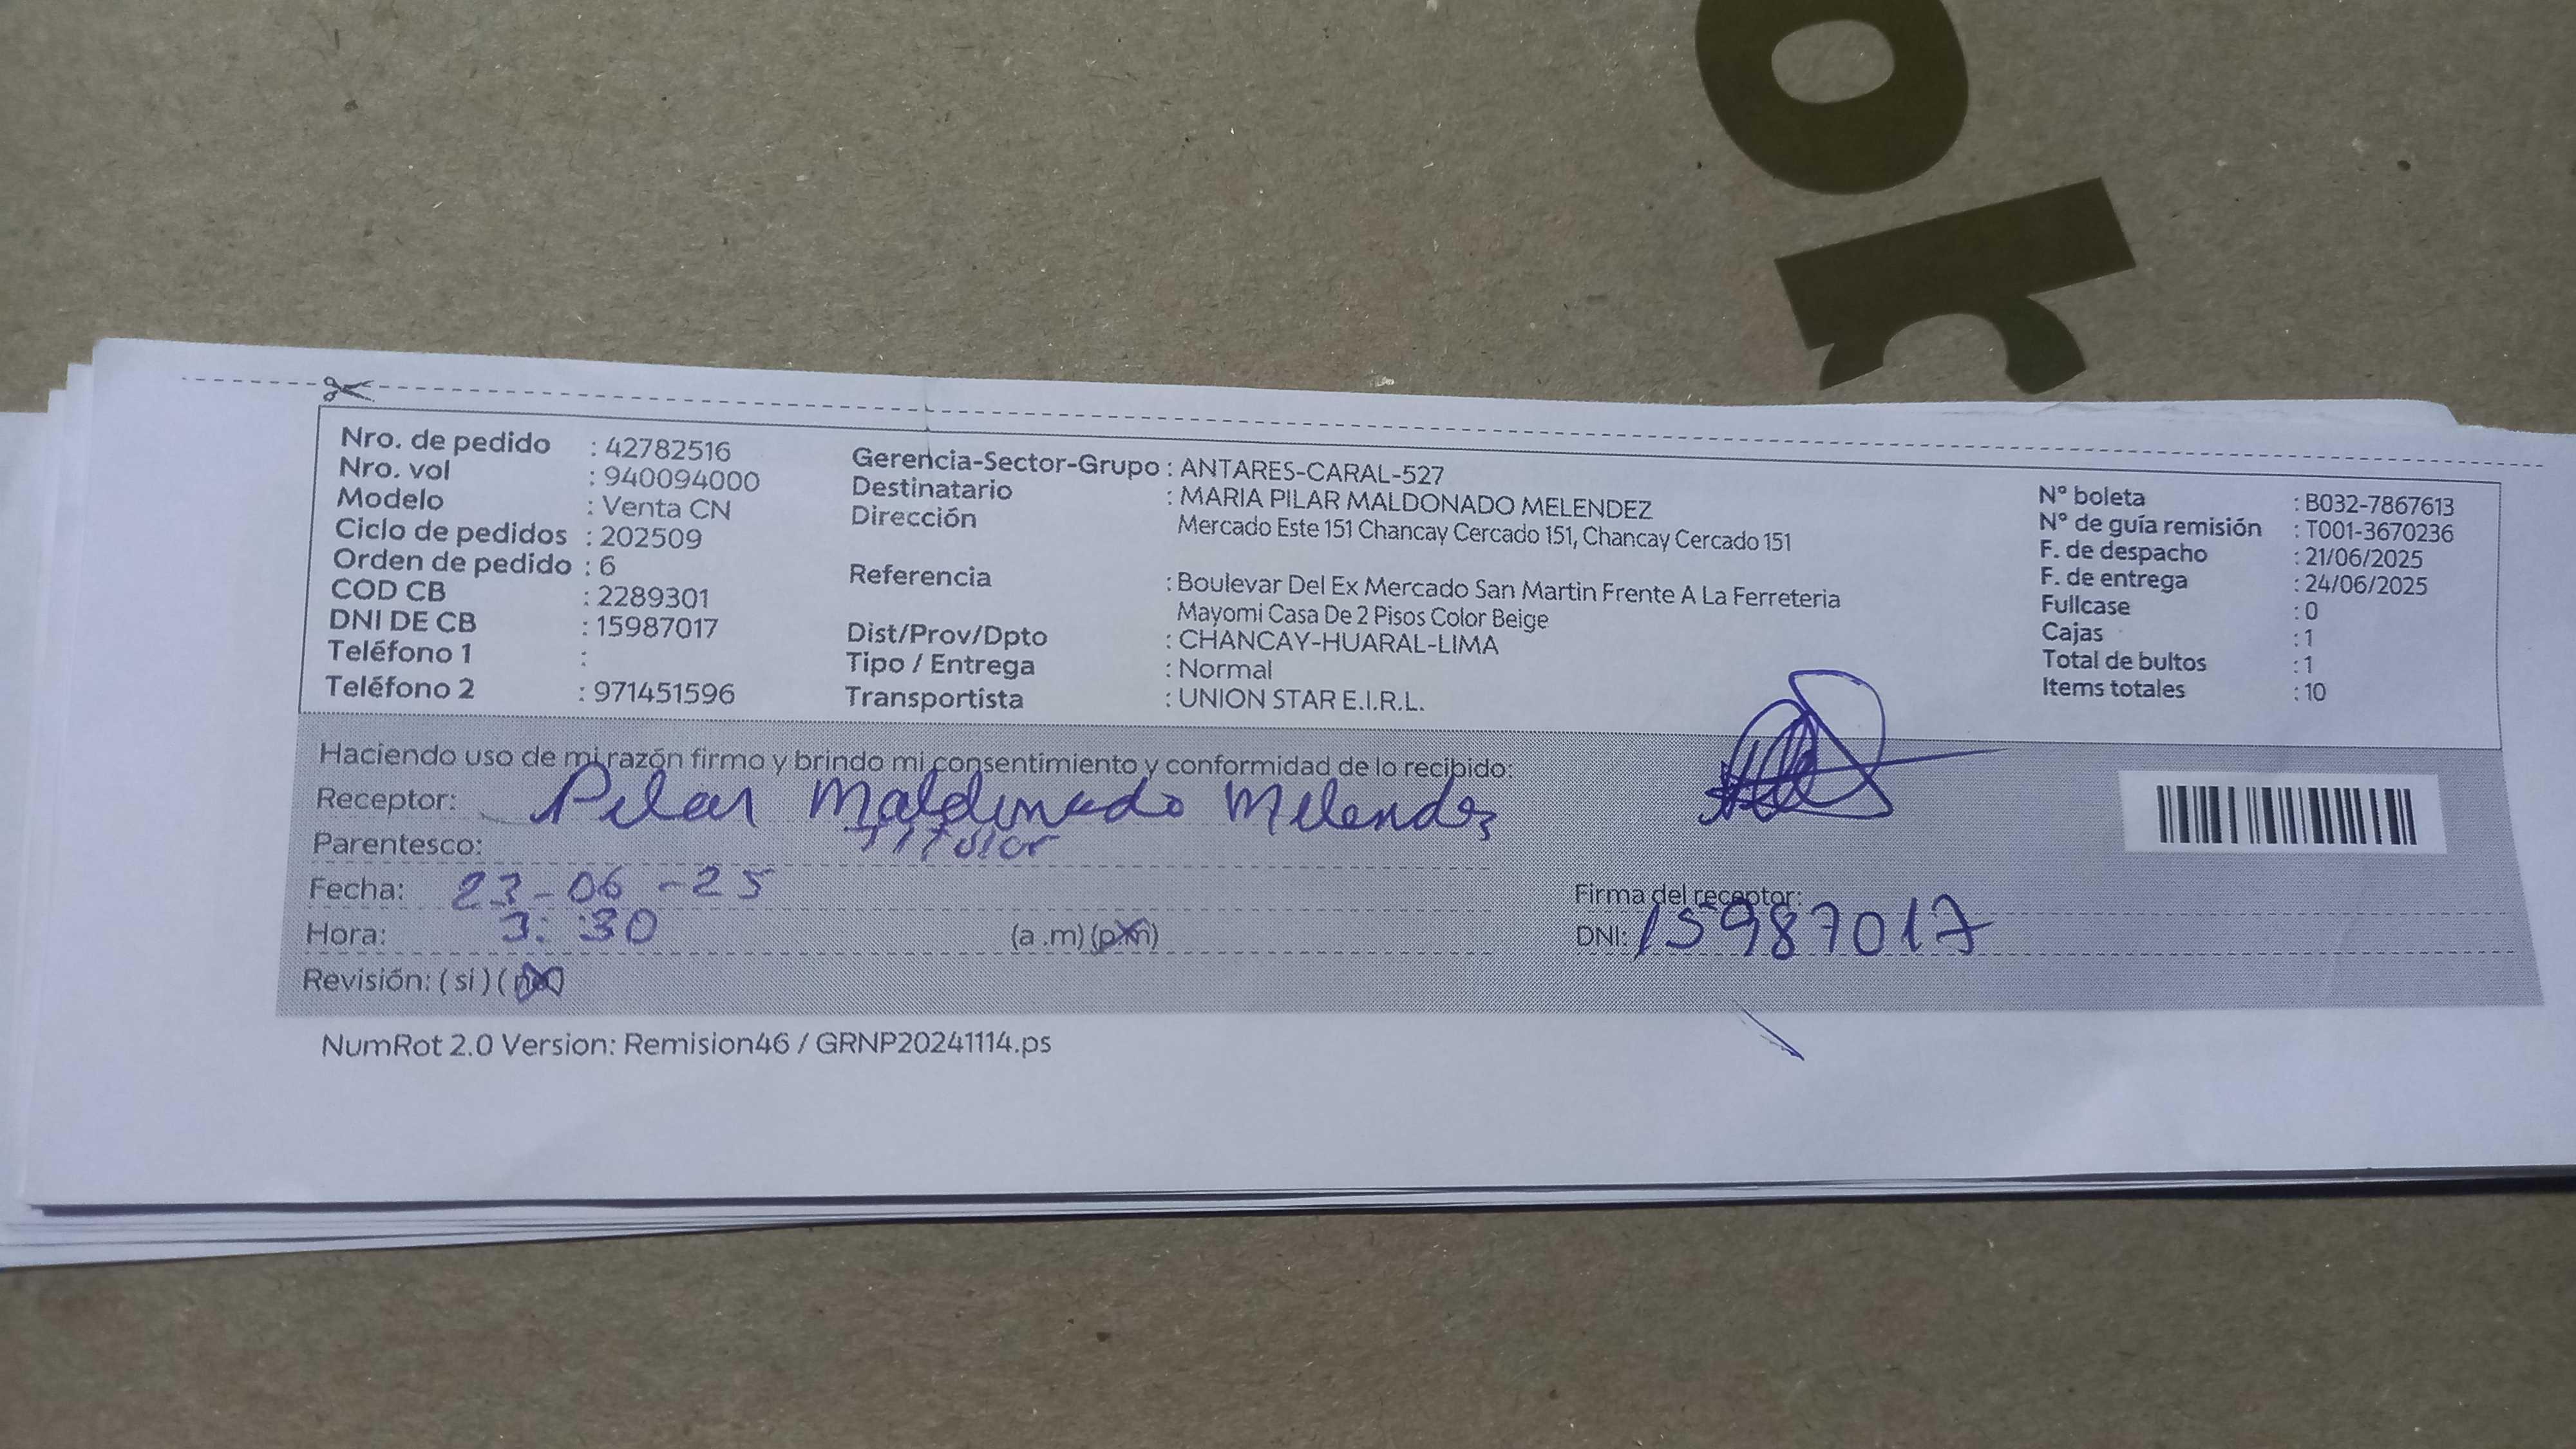 Nro. de pedido : 42782516
Nro. vol : 940094000
Modelo : Venta CN
Ciclo de pedidos : 202509
Orden de pedido : 6
COD CB : 2289301
DNI DE CB : 15987017
Teléfono 1 :
Teléfono 2 : 971451596
Gerencia-Sector-Grupo : ANTARES-CARAL-527
Destinatario : MARIA PILAR MALDONADO MELENDEZ
Dirección Mercado Este 151 Chancay Cercado 151, Chancay Cercado 151
Referencia : Boulevar Del Ex Mercado San Martin Frente A La Ferreteria
Mayomi Casa De 2 Pisos Color Beige
Dist/Prov/Dpto : CHANCAY-HUARAL-LIMA
Tipo / Entrega : Normal
Transportista : UNION STAR E.I.R.L.
N° boleta : B032-7867613
N° de guía remisión : T001-3670236
F. de despacho : 21/06/2025
F. de entrega : 24/06/2025
Fullcase : 0
Cajas : 1
Total de bultos : 1
Items totales : 10
Haciendo uso de mi razón firmo y brindo mi consentimiento y conformidad de lo recibido:
Receptor: Pilar Maldonado Melendez
Parentesco: Titular
Fecha: 23-06-25
Hora: 3:30 (a .m) (p.m)
Revisión: ( si ) ( no )
Firma del receptor:
DNI: 15987017
NumRot 2.0 Version: Remision46 / GRNP20241114.ps